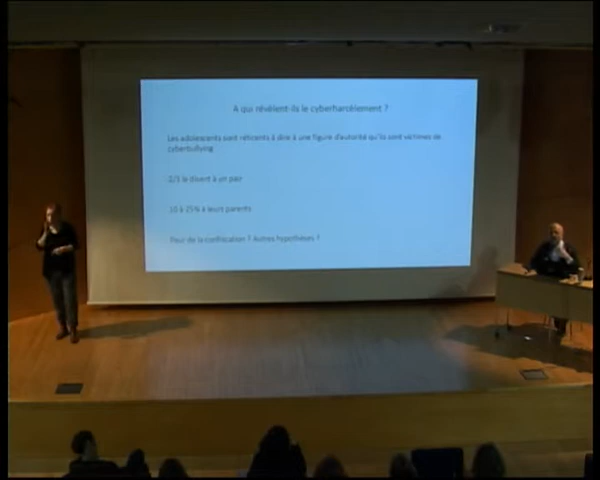 A qui révèlent-ils le cyberharcèlement ?
Les adolescents sont réticents à dire à une figure d'autorité qu'ils sont victimes de
cyberbullying
2/3 le disent à un pair
10 à 25% à leurs parents
Peur de la confiscation ? Autres hypothèses ?